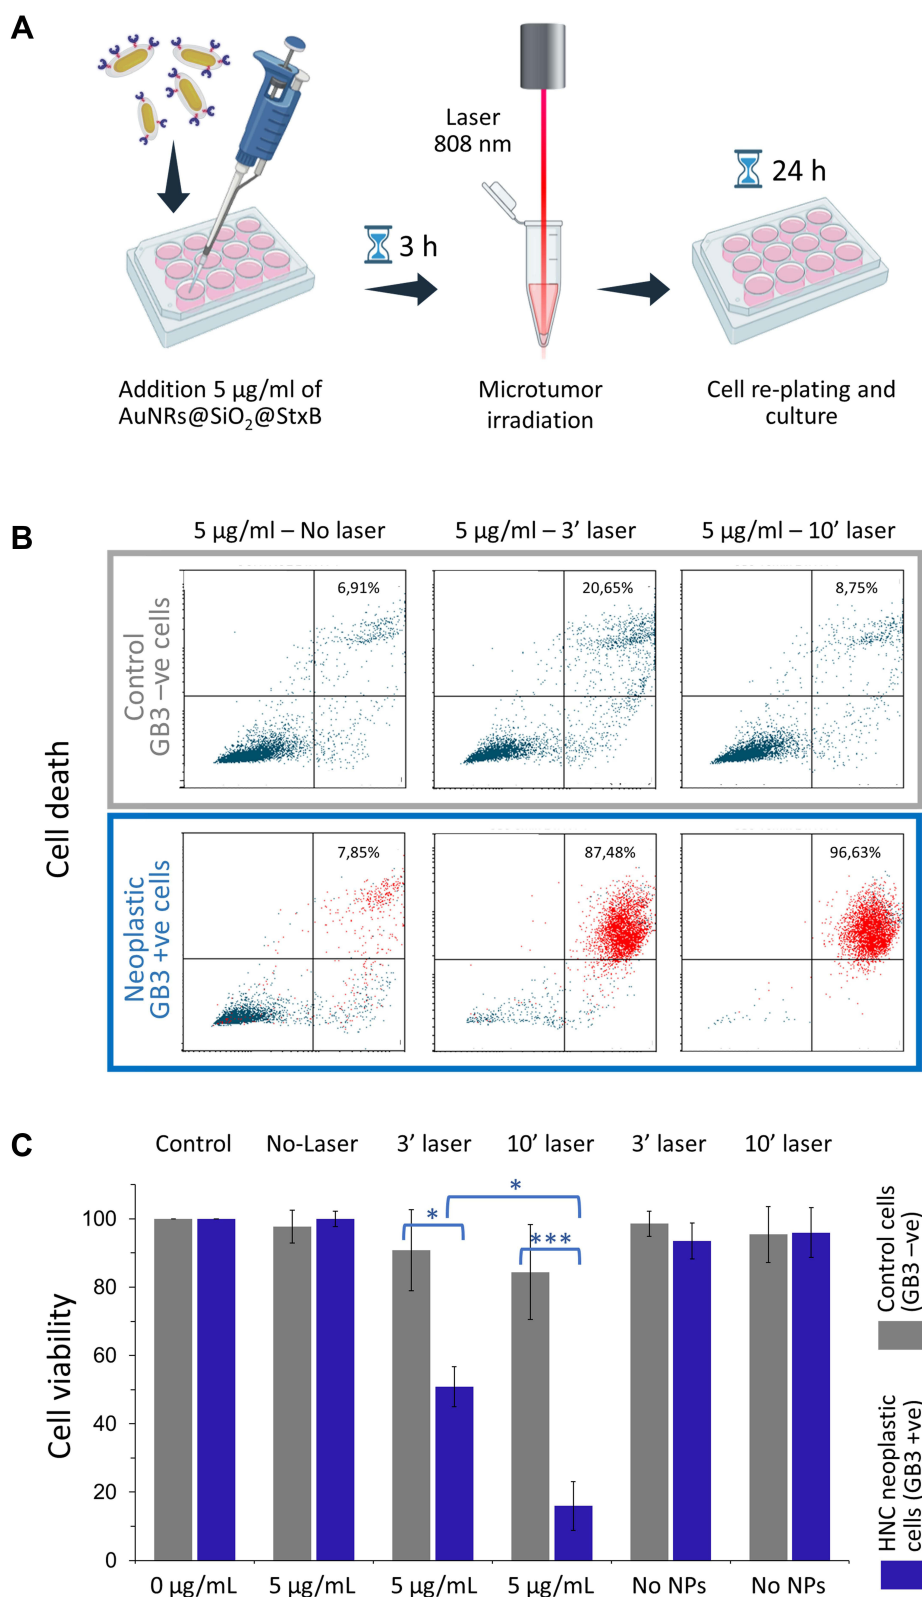 A
Laser
808 nm
3 h
24 h
Addition 5 µg/ml of
AuNRs@SiO₂@StxB
Microtumor
irradiation
Cell re-plating and
culture
B
5 µg/ml – No laser
5 µg/ml – 3’ laser
5 µg/ml – 10’ laser
Cell death
Control
GB3 –ve cells
6,91%
20,65%
8,75%
Neoplastic
GB3 +ve cells
7,85%
87,48%
96,63%
C
Control
No-Laser
3’ laser
10’ laser
3’ laser
10’ laser
Cell viability
100
80
60
40
20
0
*
*
***
0 µg/mL
5 µg/mL
5 µg/mL
5 µg/mL
No NPs
No NPs
Control cells
(GB3 –ve)
HNC neoplastic
cells (GB3 +ve)